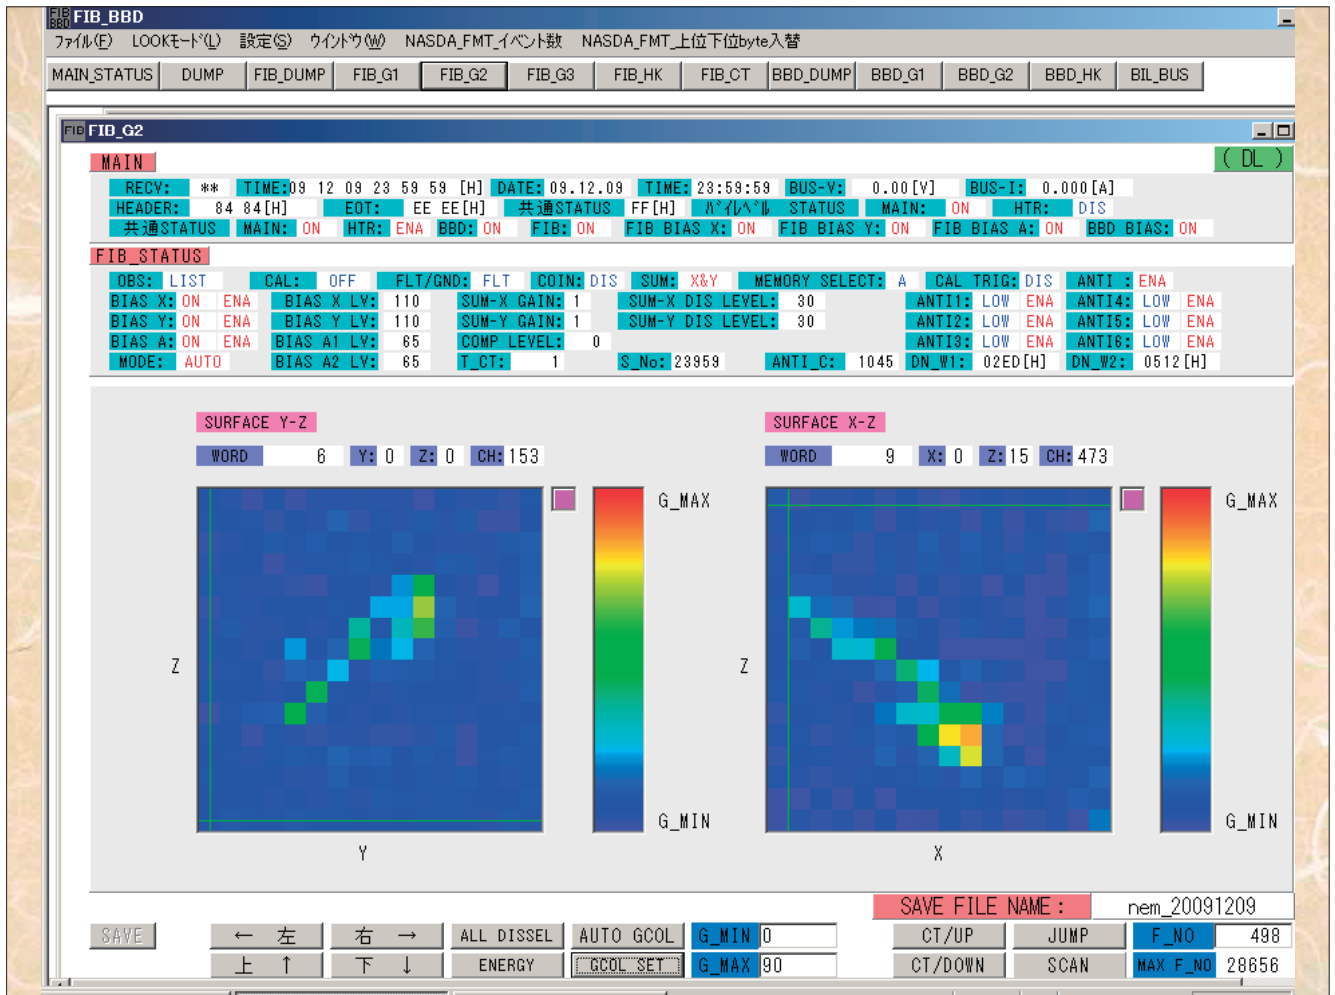 FIB BBD FIB_BBD
ファイル(F) LOOKモード(L) 設定(S) ウインドウ(W) NASDA_FMT_イベント数 NASDA_FMT_上位下位byte入替
MAIN_STATUS DUMP FIB_DUMP FIB_G1 FIB_G2 FIB_G3 FIB_HK FIB_CT BBD_DUMP BBD_G1 BBD_G2 BBD_HK BIL_BUS
FIB FIB_G2
MAIN ( DL )
RECV: ** TIME:09 12 09 23 59 59 [H] DATE: 09.12.09 TIME: 23:59:59 BUS-V: 0.00[V] BUS-I: 0.000[A]
HEADER: 84 84[H] EOT: EE EE[H] 共通STATUS FF[H] バイレベル STATUS MAIN: ON HTR: DIS
共通STATUS MAIN: ON HTR: ENA BBD: ON FIB: ON FIB BIAS X: ON FIB BIAS Y: ON FIB BIAS A: ON BBD BIAS: ON
FIB_STATUS
OBS: LIST CAL: OFF FLT/GND: FLT COIN: DIS SUM: X&Y MEMORY SELECT: A CAL TRIG: DIS ANTI : ENA
BIAS X: ON ENA BIAS X LV: 110 SUM-X GAIN: 1 SUM-X DIS LEVEL: 30 ANTI1: LOW ENA ANTI4: LOW ENA
BIAS Y: ON ENA BIAS Y LV: 110 SUM-Y GAIN: 1 SUM-Y DIS LEVEL: 30 ANTI2: LOW ENA ANTI5: LOW ENA
BIAS A: ON ENA BIAS A1 LV: 65 COMP LEVEL: 0 ANTI3: LOW ENA ANTI6: LOW ENA
MODE: AUTO BIAS A2 LV: 65 T_CT: 1 S_No: 23959 ANTI_C: 1045 DN_W1: 02ED[H] DN_W2: 0512[H]
SURFACE Y-Z SURFACE X-Z
WORD 6 Y: 0 Z: 0 CH: 153 WORD 9 X: 0 Z: 15 CH: 473
G_MAX G_MAX
Z Z
G_MIN G_MIN
Y X
SAVE FILE NAME : nem_20091209
SAVE ← 左 右 → ALL DISSEL AUTO GCOL G_MIN 0 CT/UP JUMP F_NO 498
上 ↑ 下 ↓ ENERGY GCOL SET G_MAX 90 CT/DOWN SCAN MAX F_NO 28656